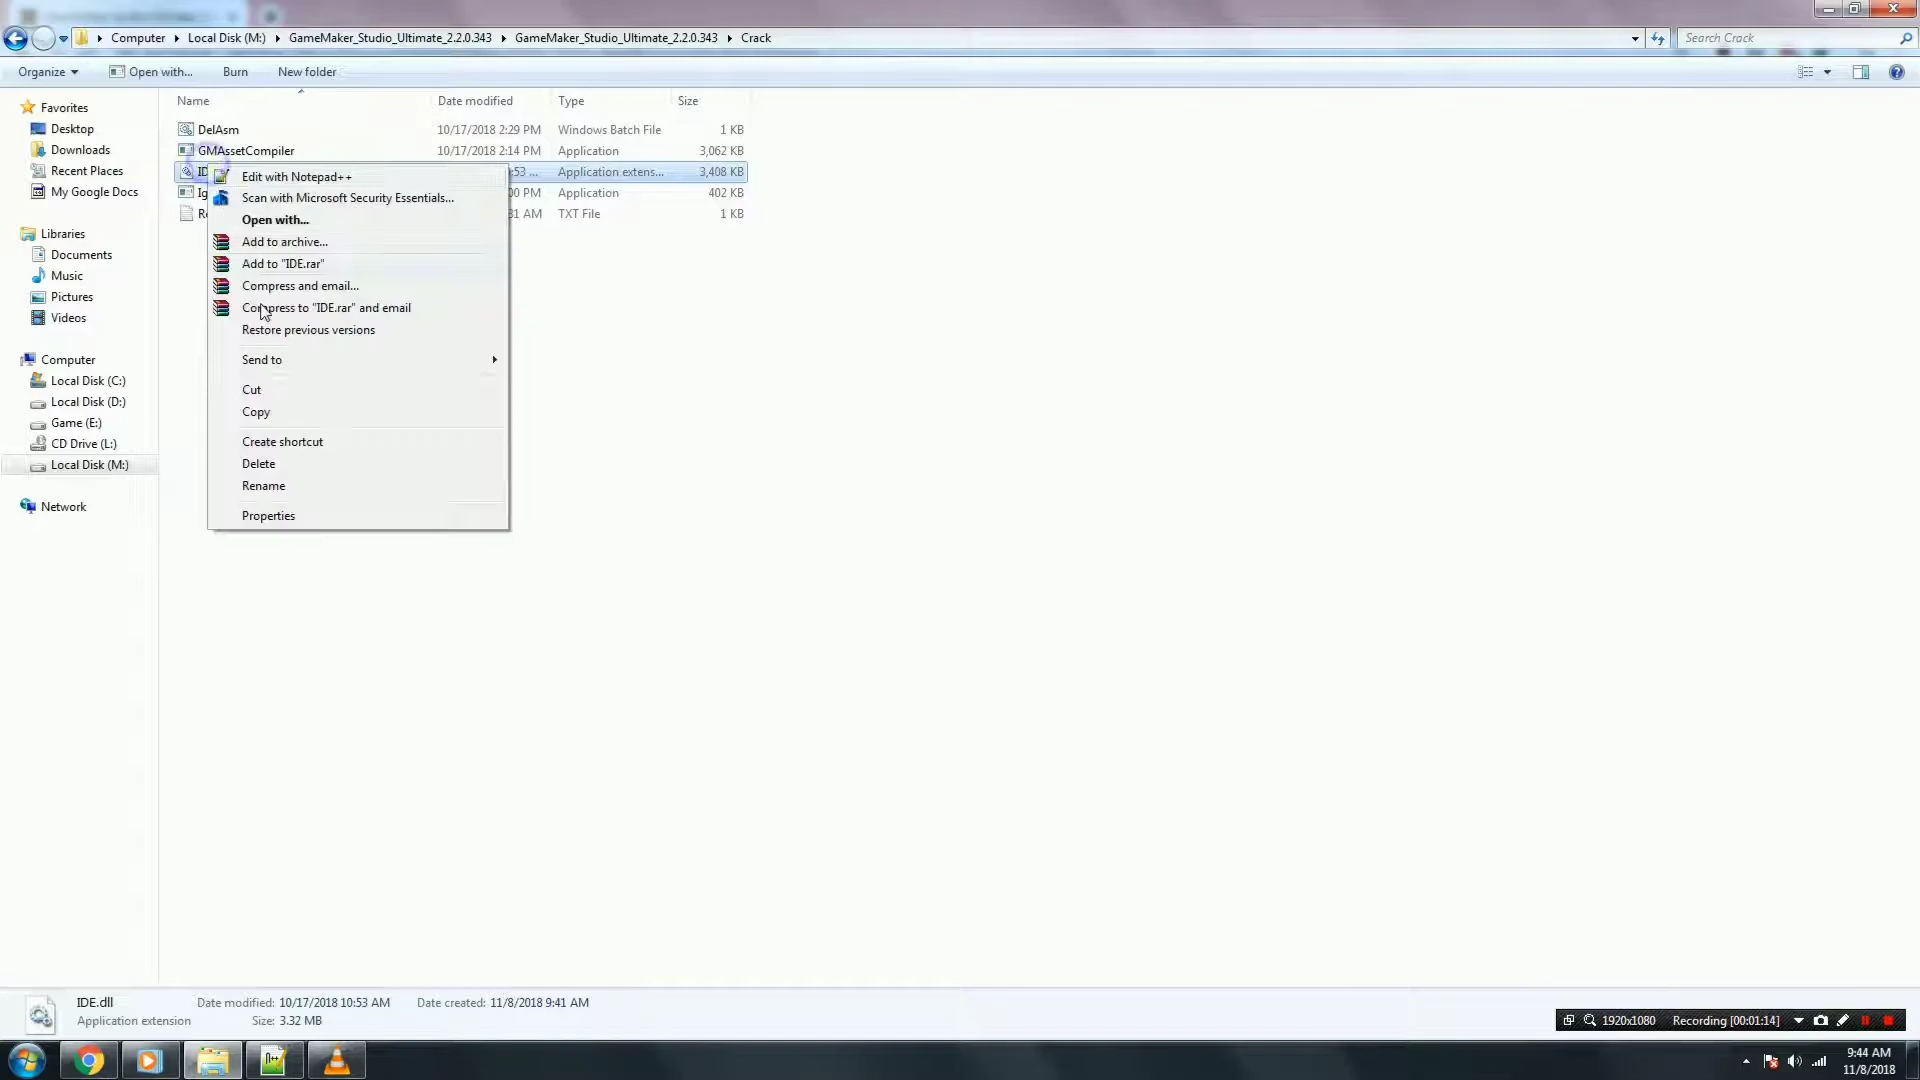 Computer Local Disk (M:) GameMaker_Studio_Ultimate_2.2.0.343 GameMaker_Studio_Ultimate_2.2.0.343 Crack
Search Crack
Organize Open with... Burn New folder
Name Date modified Type Size
DelAsm 10/17/2018 2:29 PM Windows Batch File 1 KB
GMAssetCompiler 10/17/2018 2:14 PM Application 3,062 KB
ID :53 ... Application extens... 3,408 KB
Ig 00 PM Application 402 KB
Re 31 AM TXT File 1 KB
Edit with Notepad++
Scan with Microsoft Security Essentials...
Open with...
Add to archive...
Add to "IDE.rar"
Compress and email...
Compress to "IDE.rar" and email
Restore previous versions
Send to
Cut
Copy
Create shortcut
Delete
Rename
Properties
Favorites
Desktop
Downloads
Recent Places
My Google Docs
Libraries
Documents
Music
Pictures
Videos
Computer
Local Disk (C:)
Local Disk (D:)
Game (E:)
CD Drive (L:)
Local Disk (M:)
Network
IDE.dll Date modified: 10/17/2018 10:53 AM Date created: 11/8/2018 9:41 AM
Application extension Size: 3.32 MB
1920x1080 Recording [00:01:14]
9:44 AM
11/8/2018